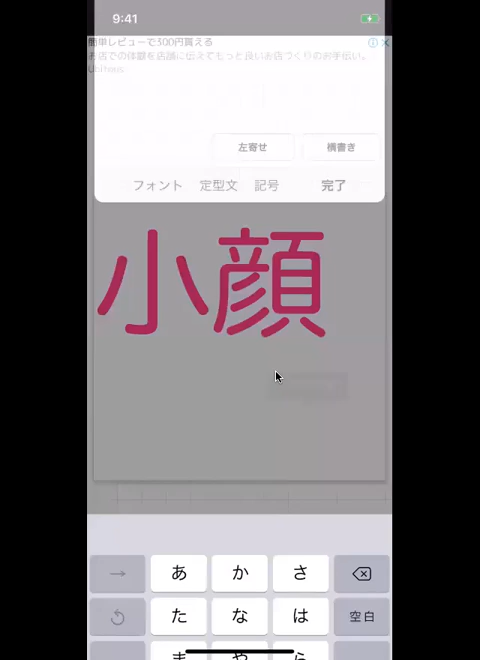 9:41
簡単レビューで300円貰える
お店での体験を店舗に伝えてもっと良いお店づくりのお手伝い。
左寄せ
横書き
フォント 定型文 記号 完了
小顔
→ あ か さ
た な は 空白
ま や ら